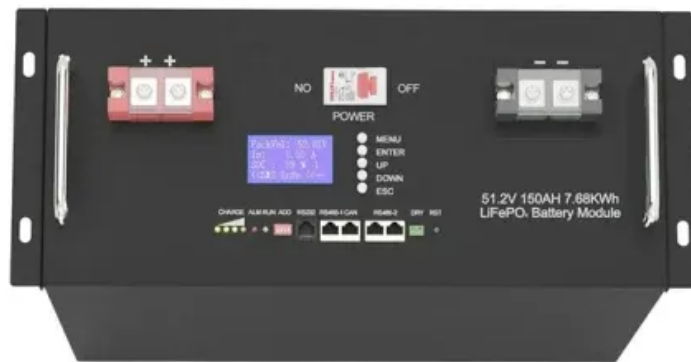 + +
- -
NO
OFF
POWER
MENU
ENTER
UP
DOWN
ESC
51.2V 150AH 7.68KWh
LiFePO₄ Battery Module
CHARGE ALM RUN ADD RS232 RS485-1 CAN RS485-2 DRY RST